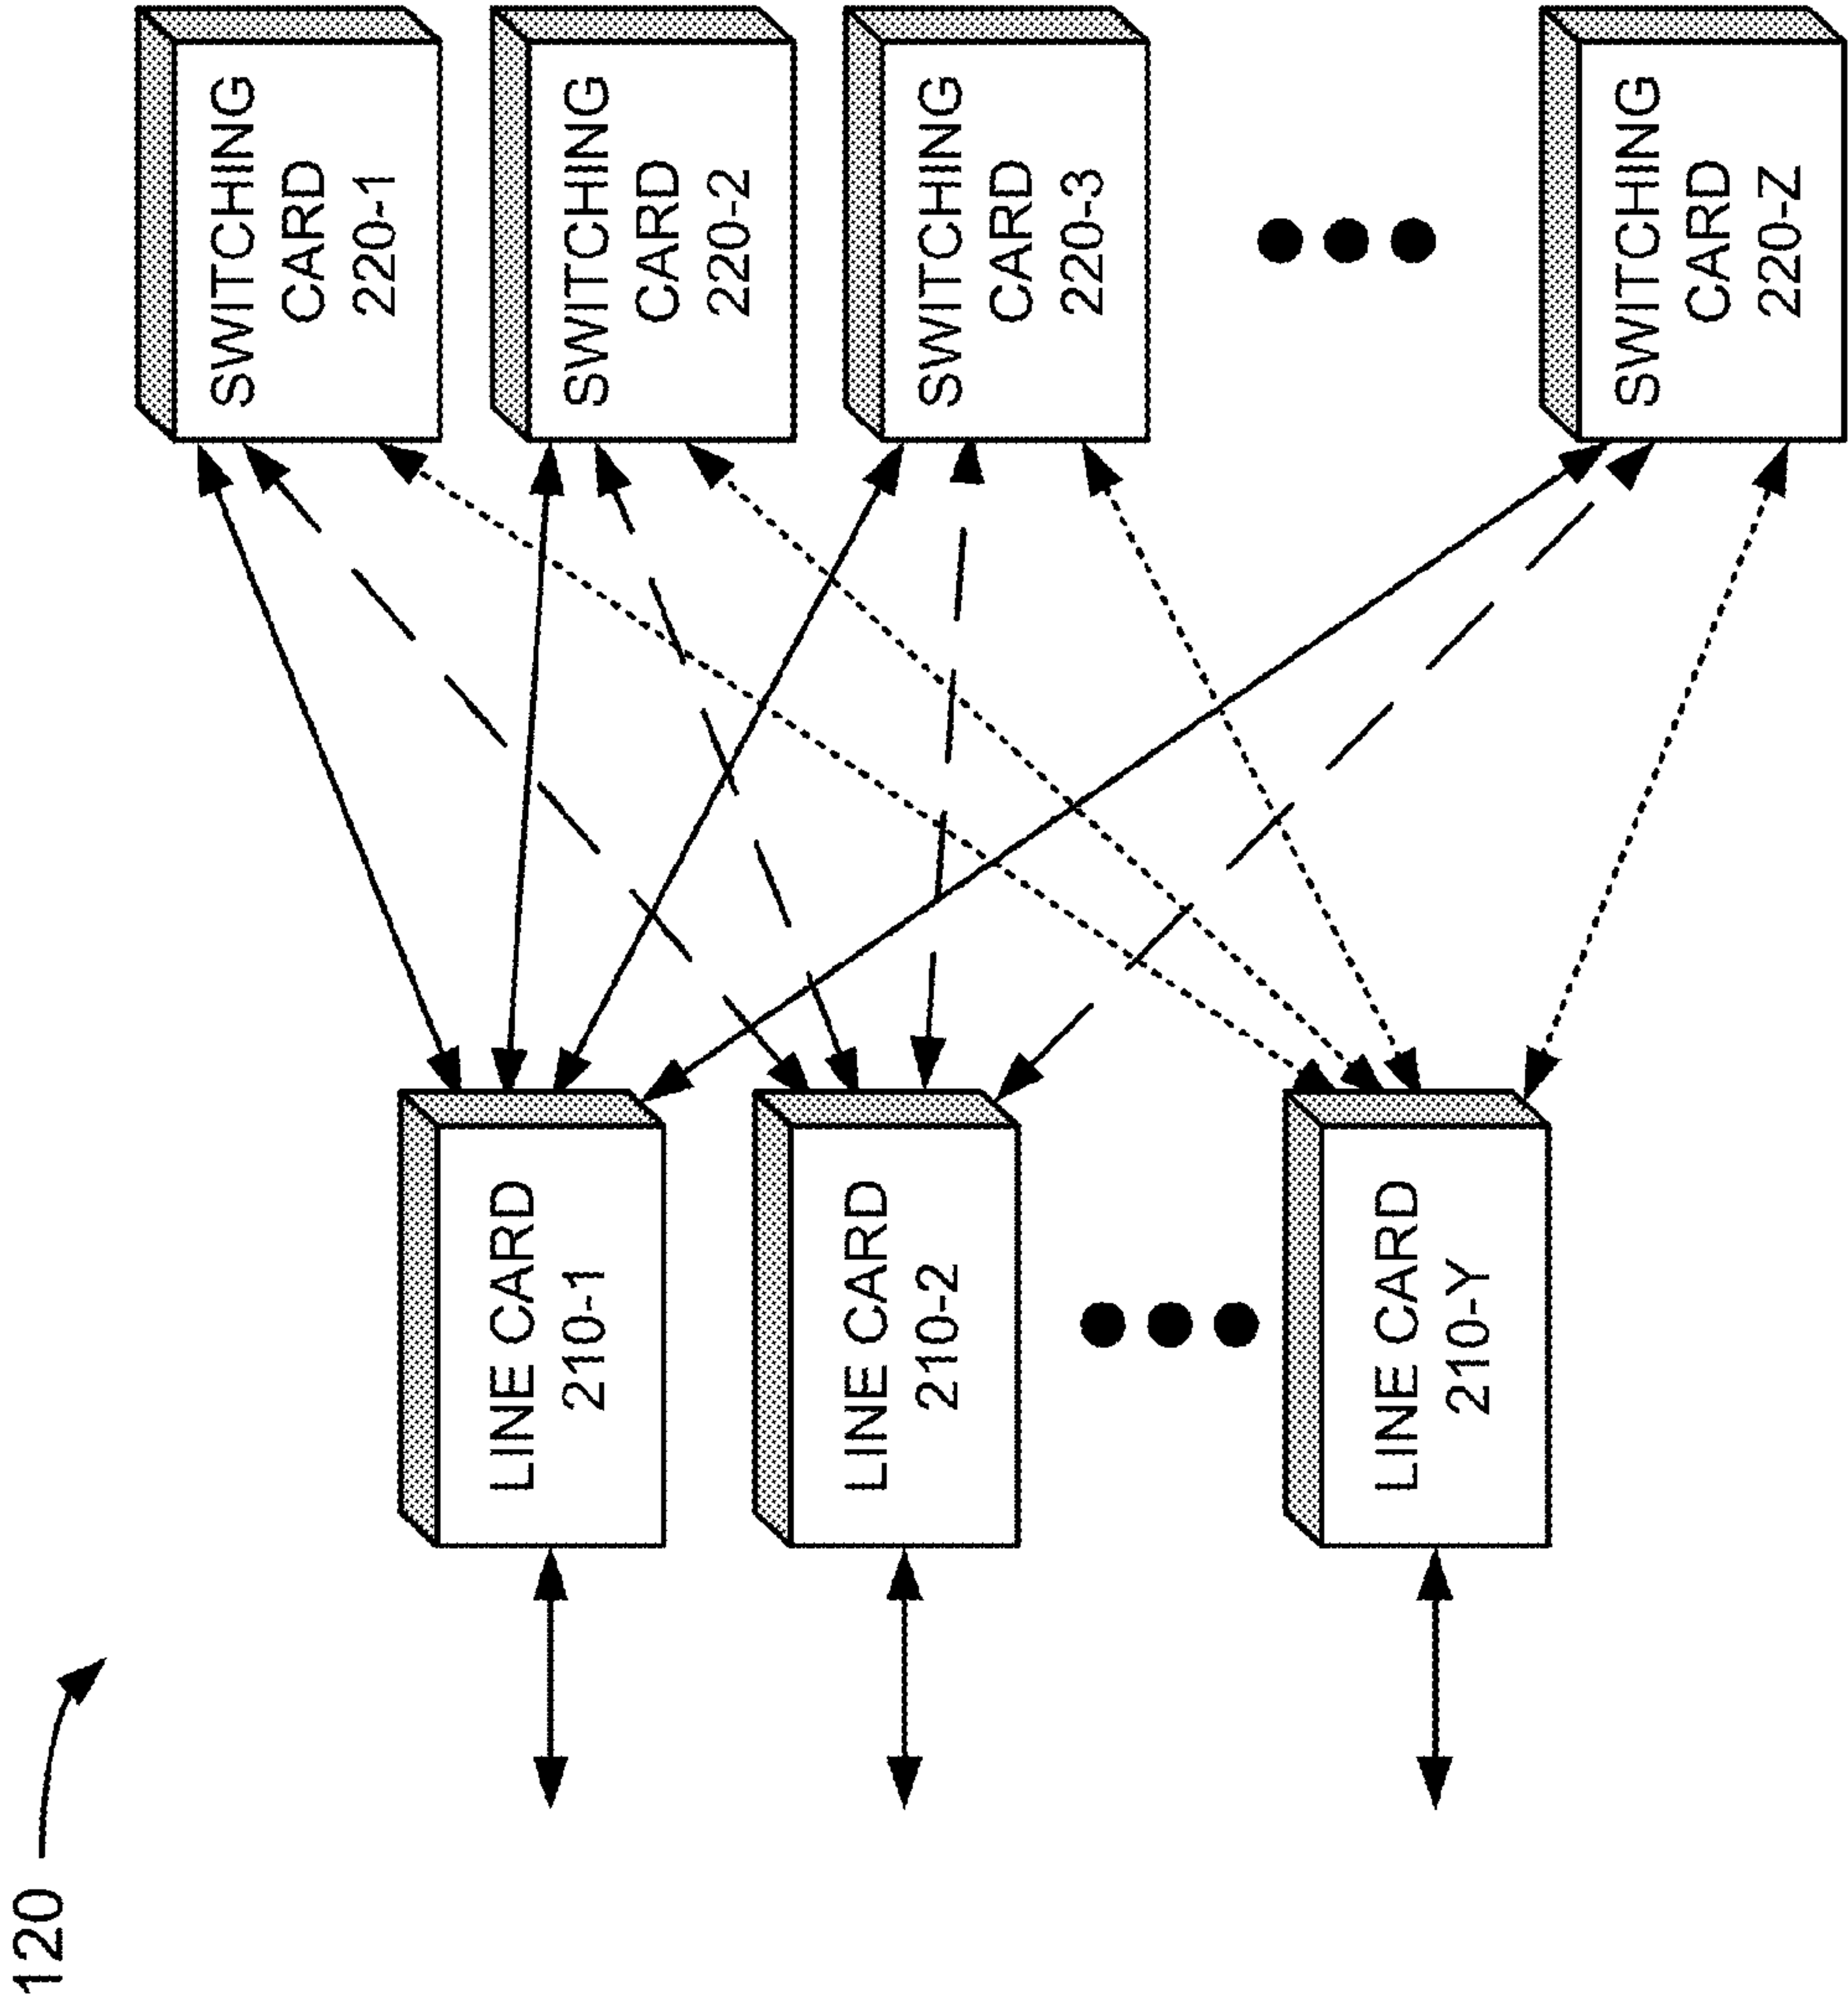 120
LINE CARD
210-1
LINE CARD
210-2
LINE CARD
210-Y
SWITCHING
CARD
220-1
SWITCHING
CARD
220-2
SWITCHING
CARD
220-3
SWITCHING
CARD
220-Z